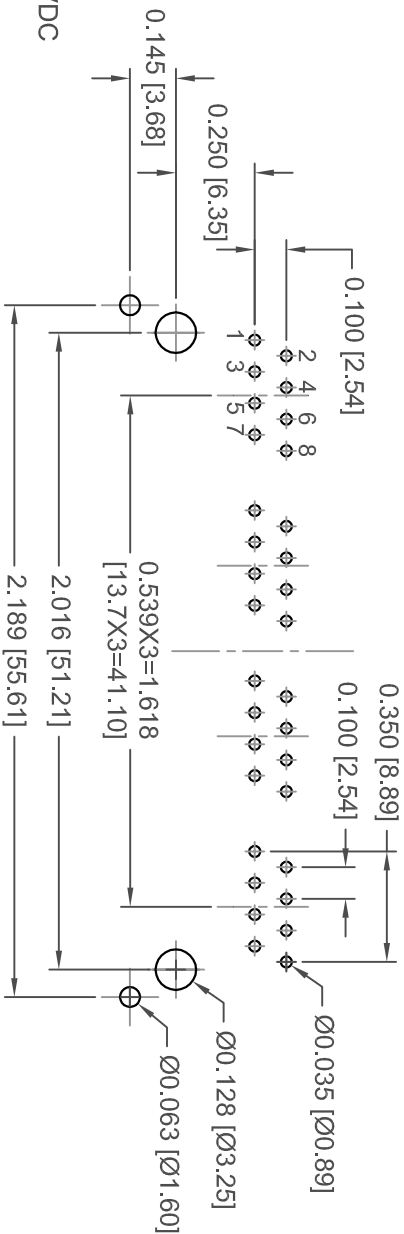 0.350 [8.89]
0.100 [2.54]
0.100 [2.54]
0.250 [6.35]
0.145 [3.68]
VDC
2 4 6 8
1 3 5 7
Ø0.035 [Ø0.89]
Ø0.128 [Ø3.25]
Ø0.063 [Ø1.60]
0.539X3=1.618
[13.7X3=41.10]
2.016 [51.21]
2.189 [55.61]